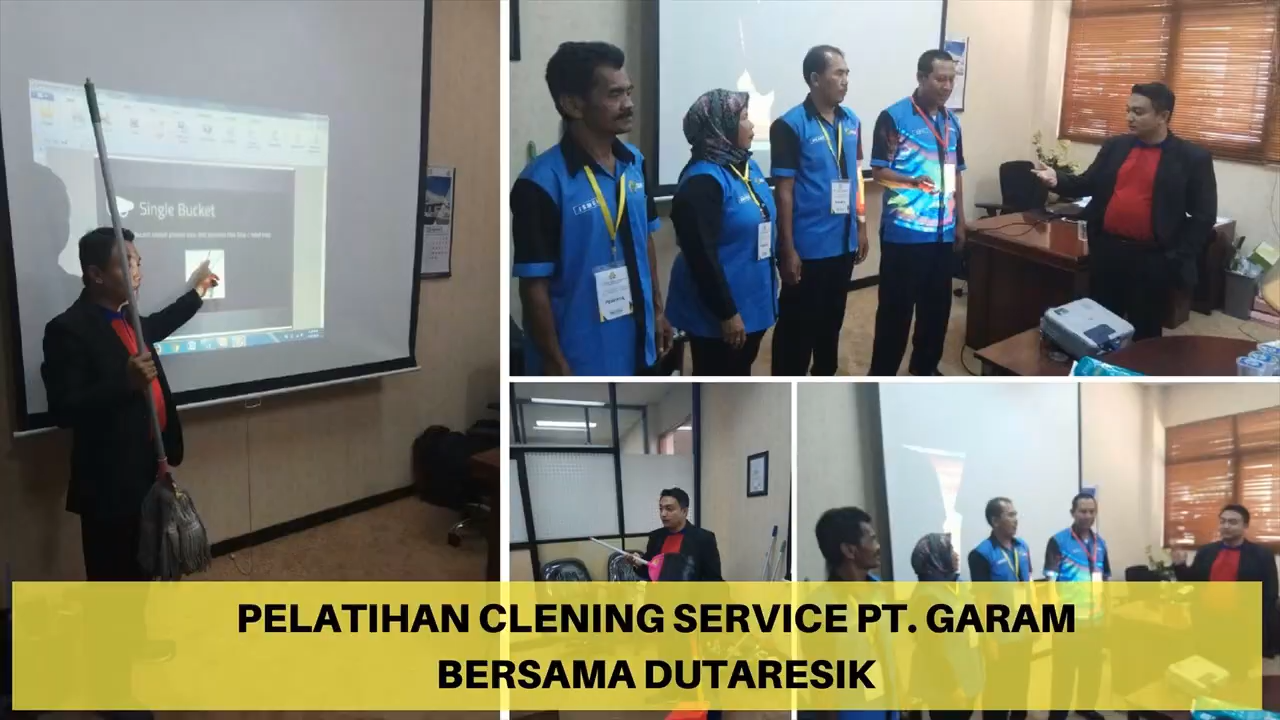 Single Bucket
PELATIHAN CLENING SERVICE PT. GARAM
BERSAMA DUTARESIK